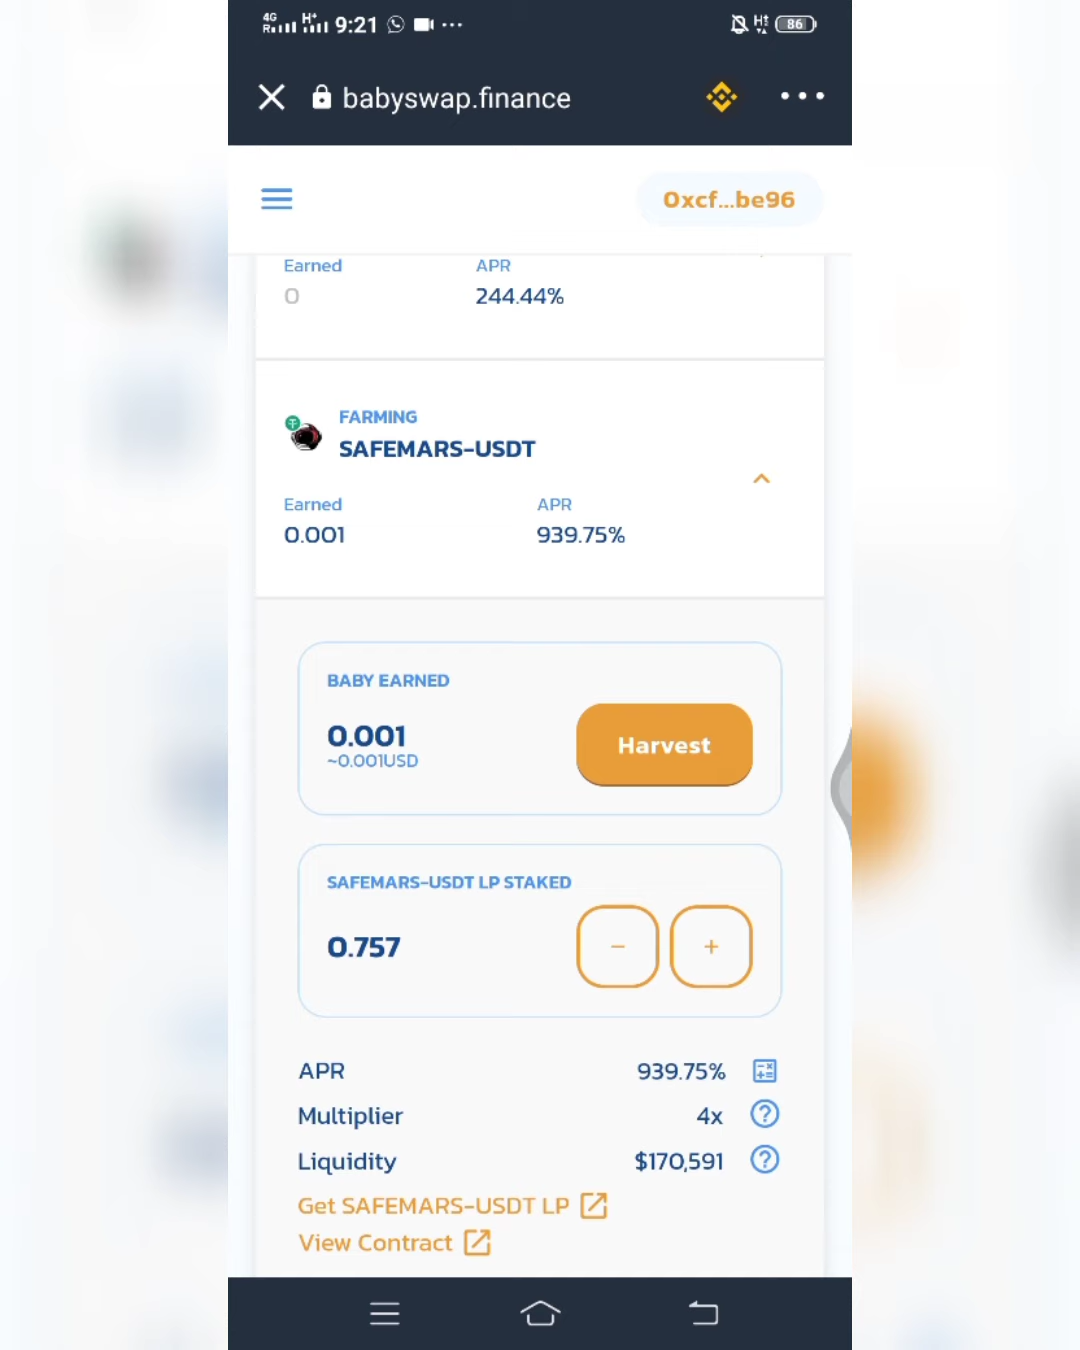 4G H+ 9:21 86
babyswap.finance
0xcf...be96
Earned APR
0 244.44%
FARMING
SAFEMARS-USDT
Earned APR
0.001 939.75%
BABY EARNED
0.001
~0.001USD
Harvest
SAFEMARS-USDT LP STAKED
0.757 - +
APR 939.75%
Multiplier 4x
Liquidity $170,591
Get SAFEMARS-USDT LP
View Contract